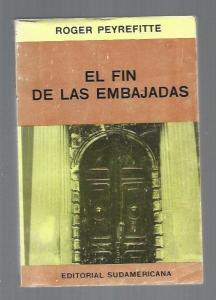 ROGER PEYREFITTE
EL FIN
DE LAS EMBAJADAS
EDITORIAL SUDAMERICANA